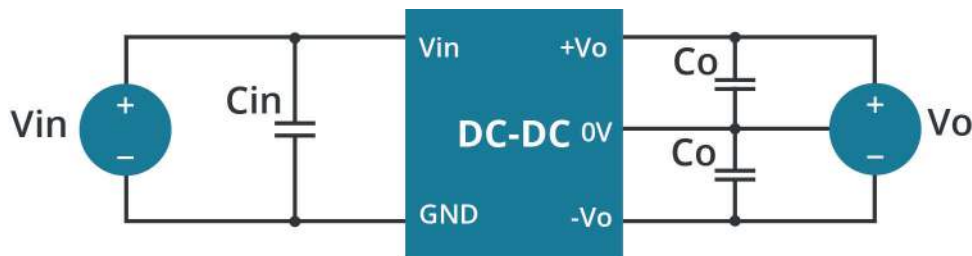 Vin
+
−
Cin
Vin
+Vo
DC-DC
0V
GND
-Vo
Co
Co
+
−
Vo